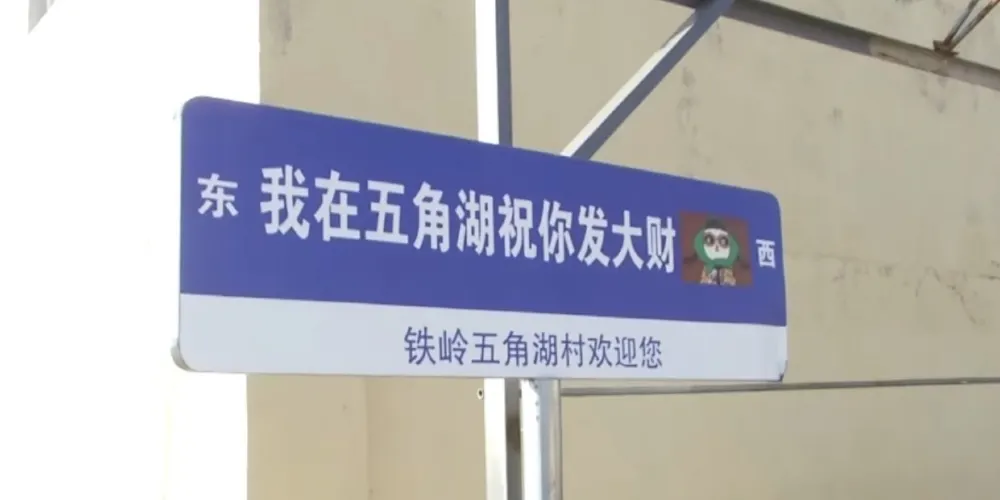 东 我在五角湖祝你发大财 西
铁岭五角湖村欢迎您